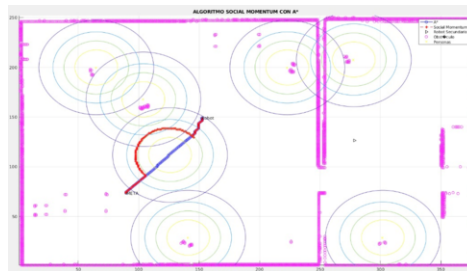 ALGORITMO SOCIAL MOMENTUM CON A*
A*
Social Momentum
Robot Secundario
Obstáculo
Personas
250
200
150
100
50
50
100
150
200
250
300
350
META